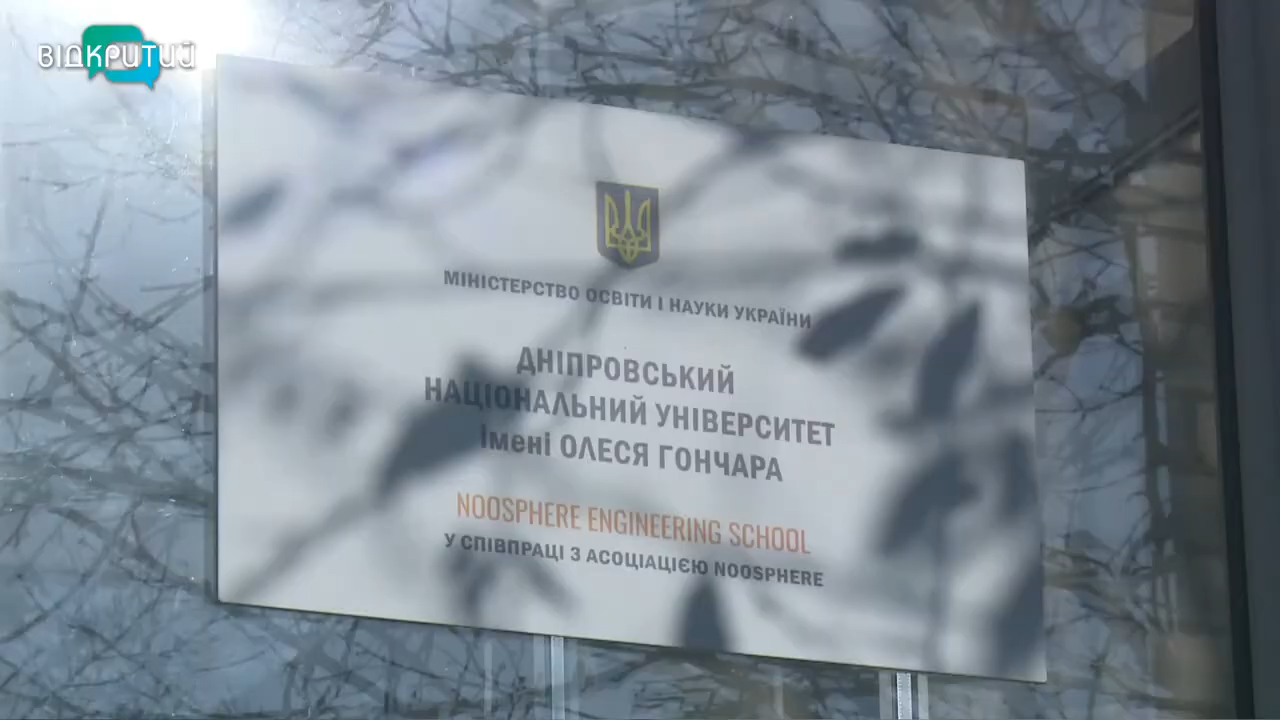 ВІДКРИТИЙ
МІНІСТЕРСТВО ОСВІТИ І НАУКИ УКРАЇНИ
ДНІПРОВСЬКИЙ
НАЦІОНАЛЬНИЙ УНІВЕРСИТЕТ
імені ОЛЕСЯ ГОНЧАРА
NOOSPHERE ENGINEERING SCHOOL
У СПІВПРАЦІ З АСОЦІАЦІЄЮ NOOSPHERE